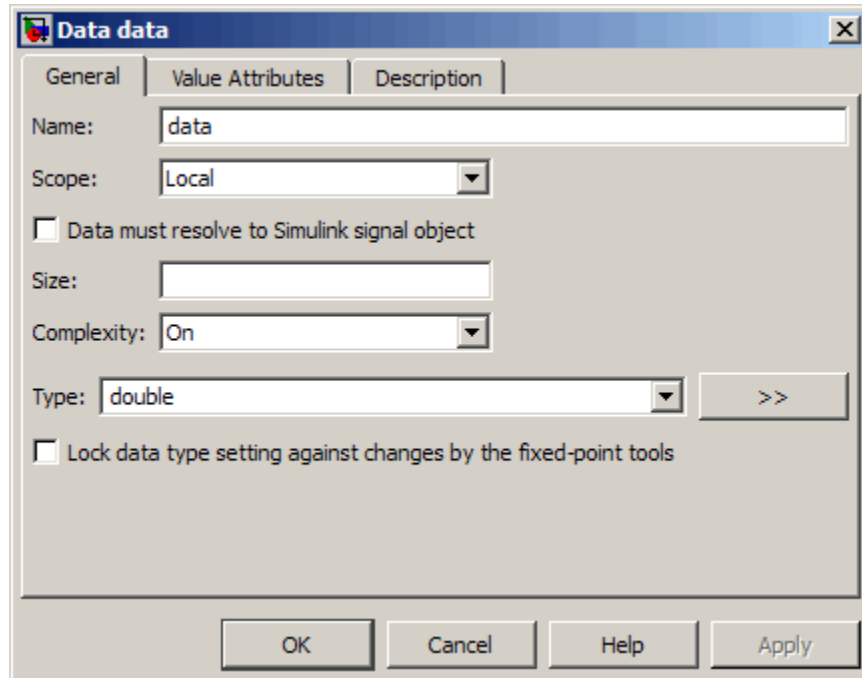 Data data
General Value Attributes Description
Name: data
Scope: Local
Data must resolve to Simulink signal object
Size:
Complexity: On
Type: double >>
Lock data type setting against changes by the fixed-point tools
OK Cancel Help Apply